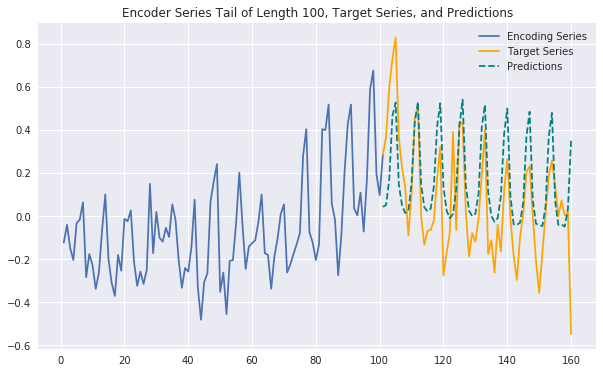 Encoder Series Tail of Length 100, Target Series, and Predictions
Encoding Series
Target Series
Predictions
0.8
0.6
0.4
0.2
0.0
−0.2
−0.4
−0.6
0 20 40 60 80 100 120 140 160